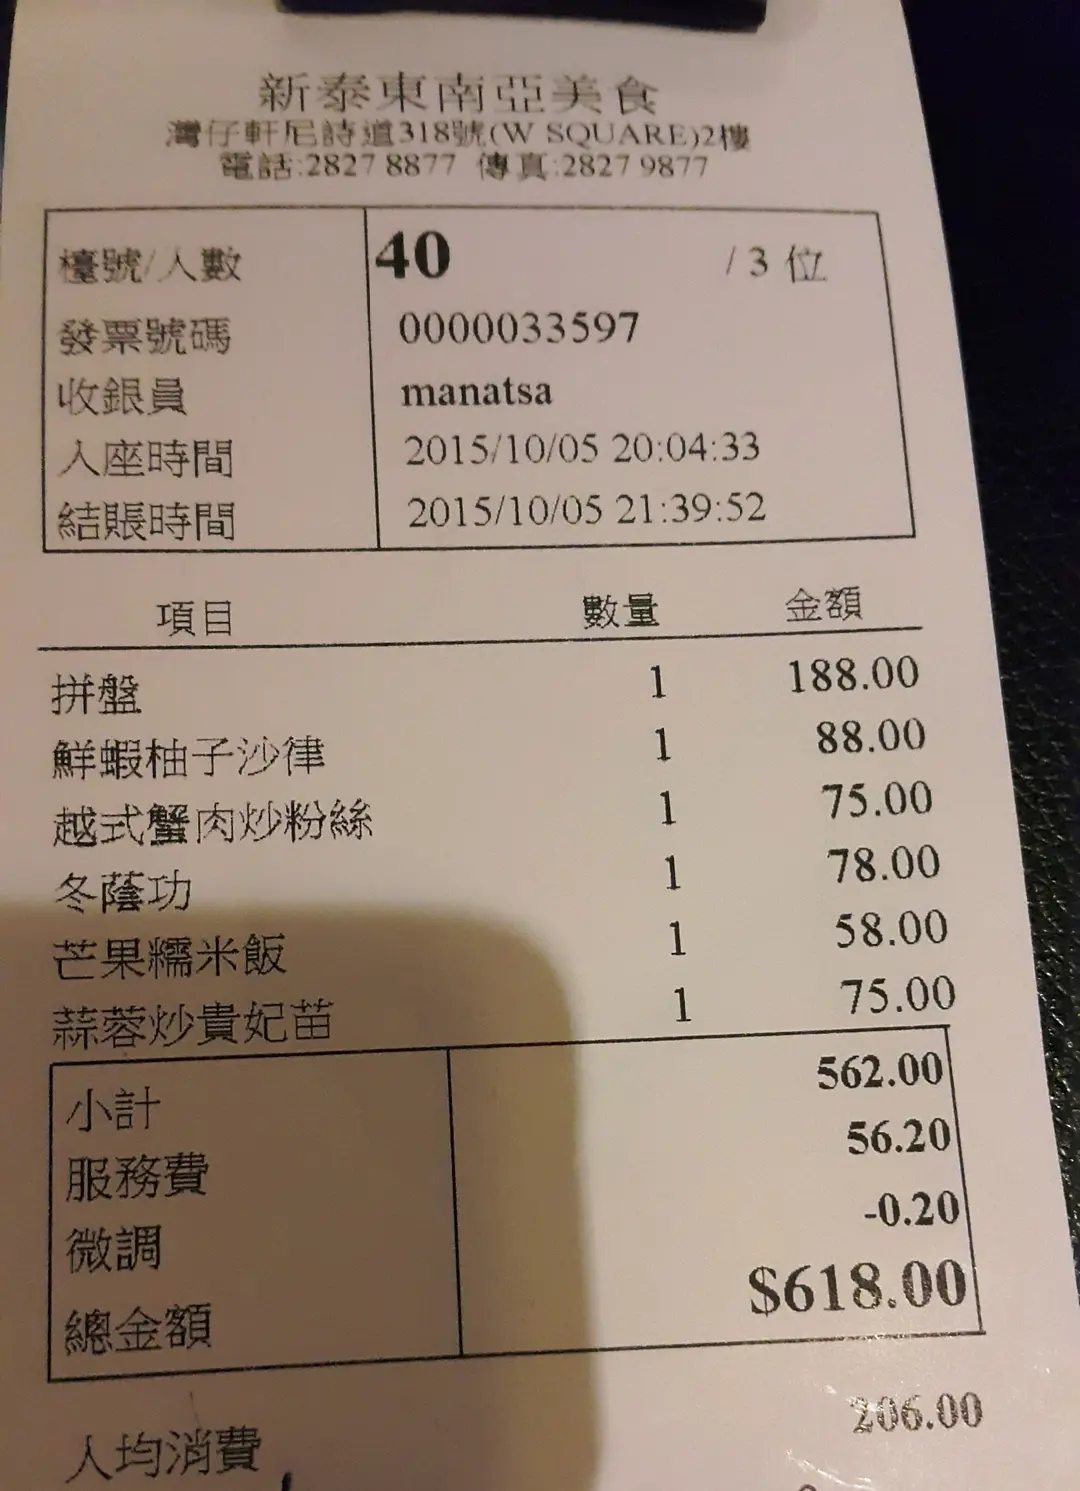 新泰東南亞美食
灣仔軒尼詩道318號(W SQUARE)2樓
電話:2827 8877 傳真:2827 9877
檯號/人數 40 /3 位
發票號碼 0000033597
收銀員 manatsa
入座時間 2015/10/05 20:04:33
結賬時間 2015/10/05 21:39:52
項目 數量 金額
拼盤 1 188.00
鮮蝦柚子沙律 1 88.00
越式蟹肉炒粉絲 1 75.00
冬蔭功 1 78.00
芒果糯米飯 1 58.00
蒜蓉炒貴妃苗 1 75.00
小計 562.00
服務費 56.20
微調 -0.20
總金額 $618.00
人均消費 206.00